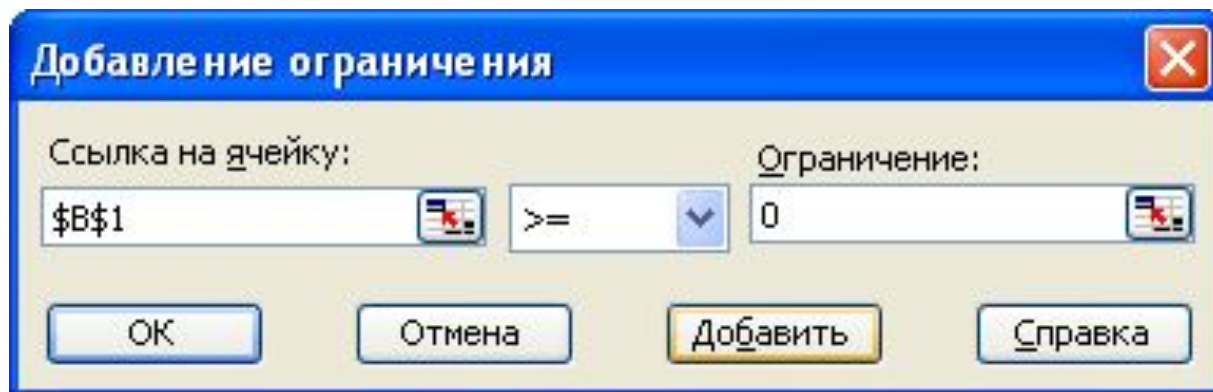 Добавление ограничения
Ссылка на ячейку:
Ограничение:
$B$1
>=
0
ОК
Отмена
Добавить
Справка